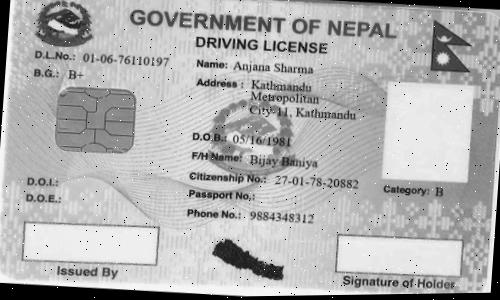 GOVERNMENT OF NEPAL
DRIVING LICENSE
D.L.No.: 01-06-76110197
B.G.: B+
Name: Anjana Sharma
Address: Kathmandu
Metropolitan
City-11, Kathmandu
D.O.B.: 05/16/1981
F/H Name: Bijay Baniya
Citizenship No.: 27-01-78-20882
D.O.I.:
Passport No.:
Category: B
D.O.E.:
Phone No.: 9884348312
Issued By
Signature of Holder